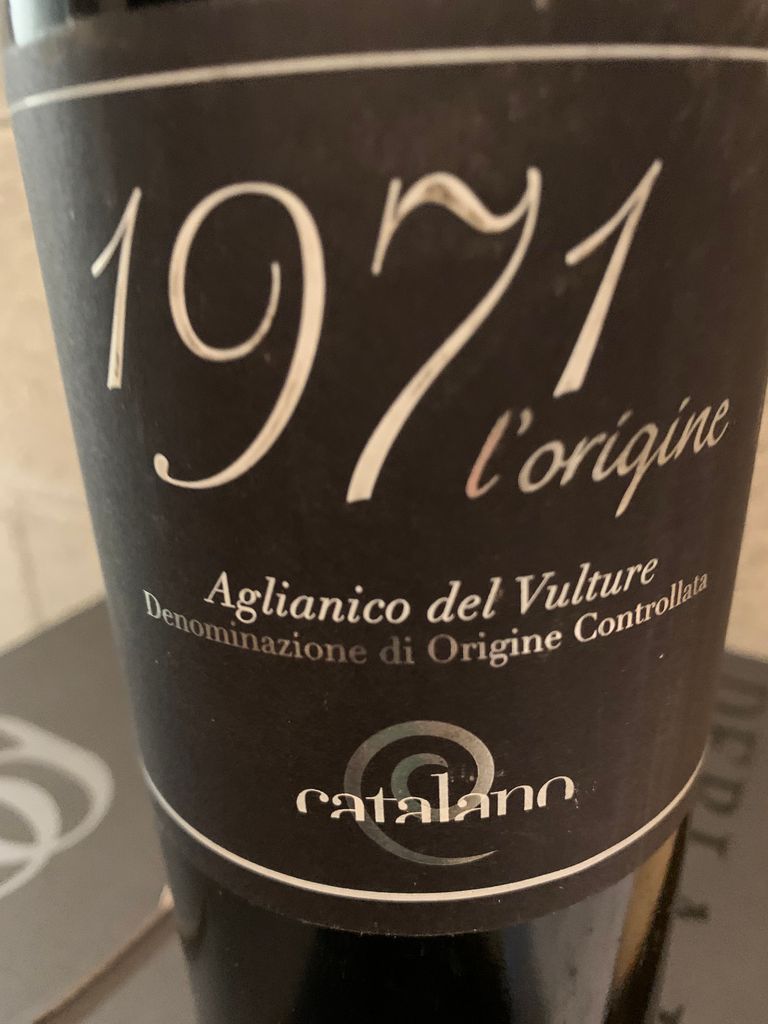 1971
l'origine
Aglianico del Vulture
Denominazione di Origine Controllata
catalano